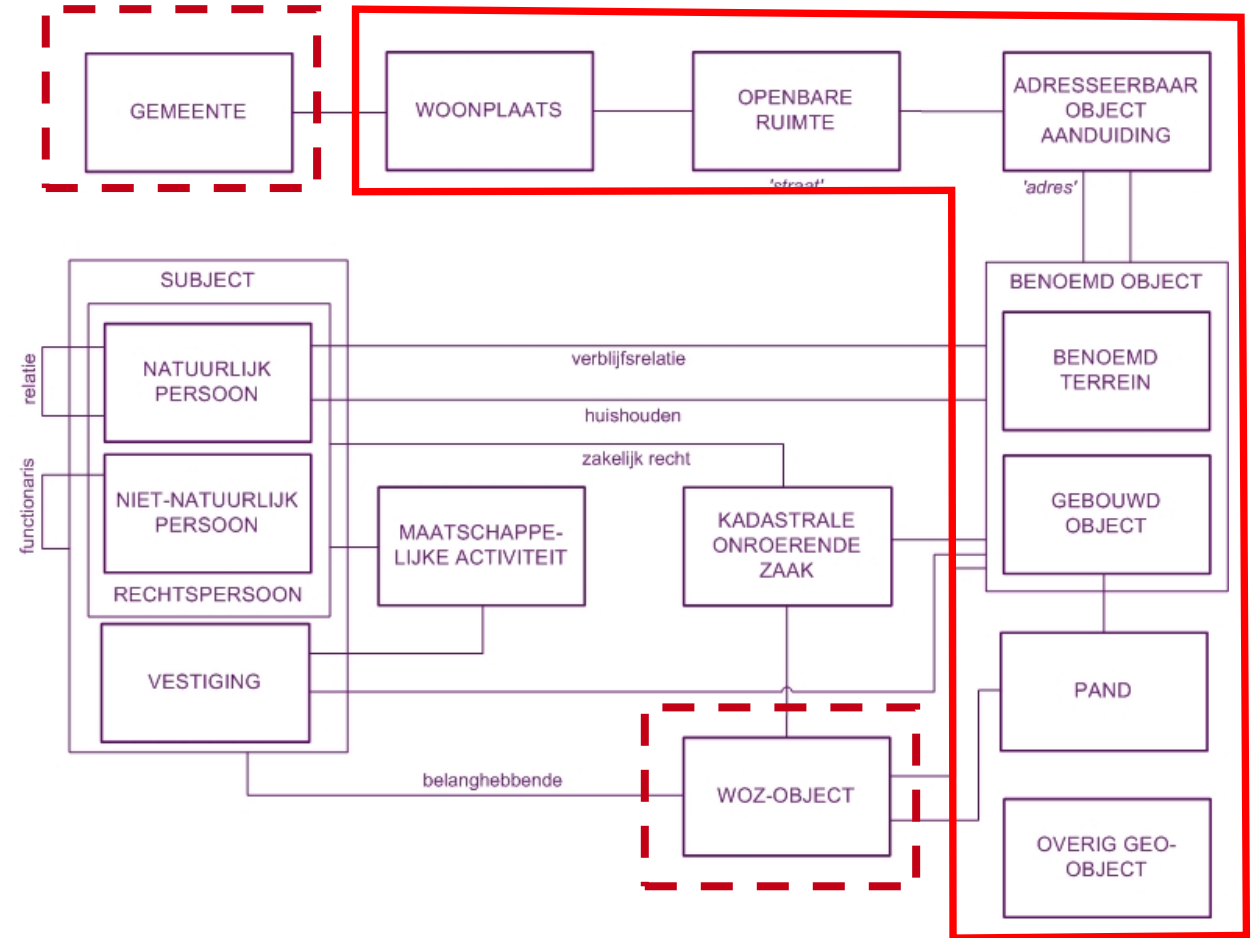 GEMEENTE
WOONPLAATS
OPENBARE
RUIMTE
'straat'
ADRESSEERBAAR
OBJECT
AANDUIDING
'adres'
SUBJECT
NATUURLIJK
PERSOON
relatie
NIET-NATUURLIJK
PERSOON
functionaris
RECHTSPERSOON
VESTIGING
MAATSCHAPPE-
LIJKE ACTIVITEIT
verblijfsrelatie
huishouden
zakelijk recht
KADASTRALE
ONROERENDE
ZAAK
BENOEMD OBJECT
BENOEMD
TERREIN
GEBOUWD
OBJECT
PAND
belanghebbende
WOZ-OBJECT
OVERIG GEO-
OBJECT